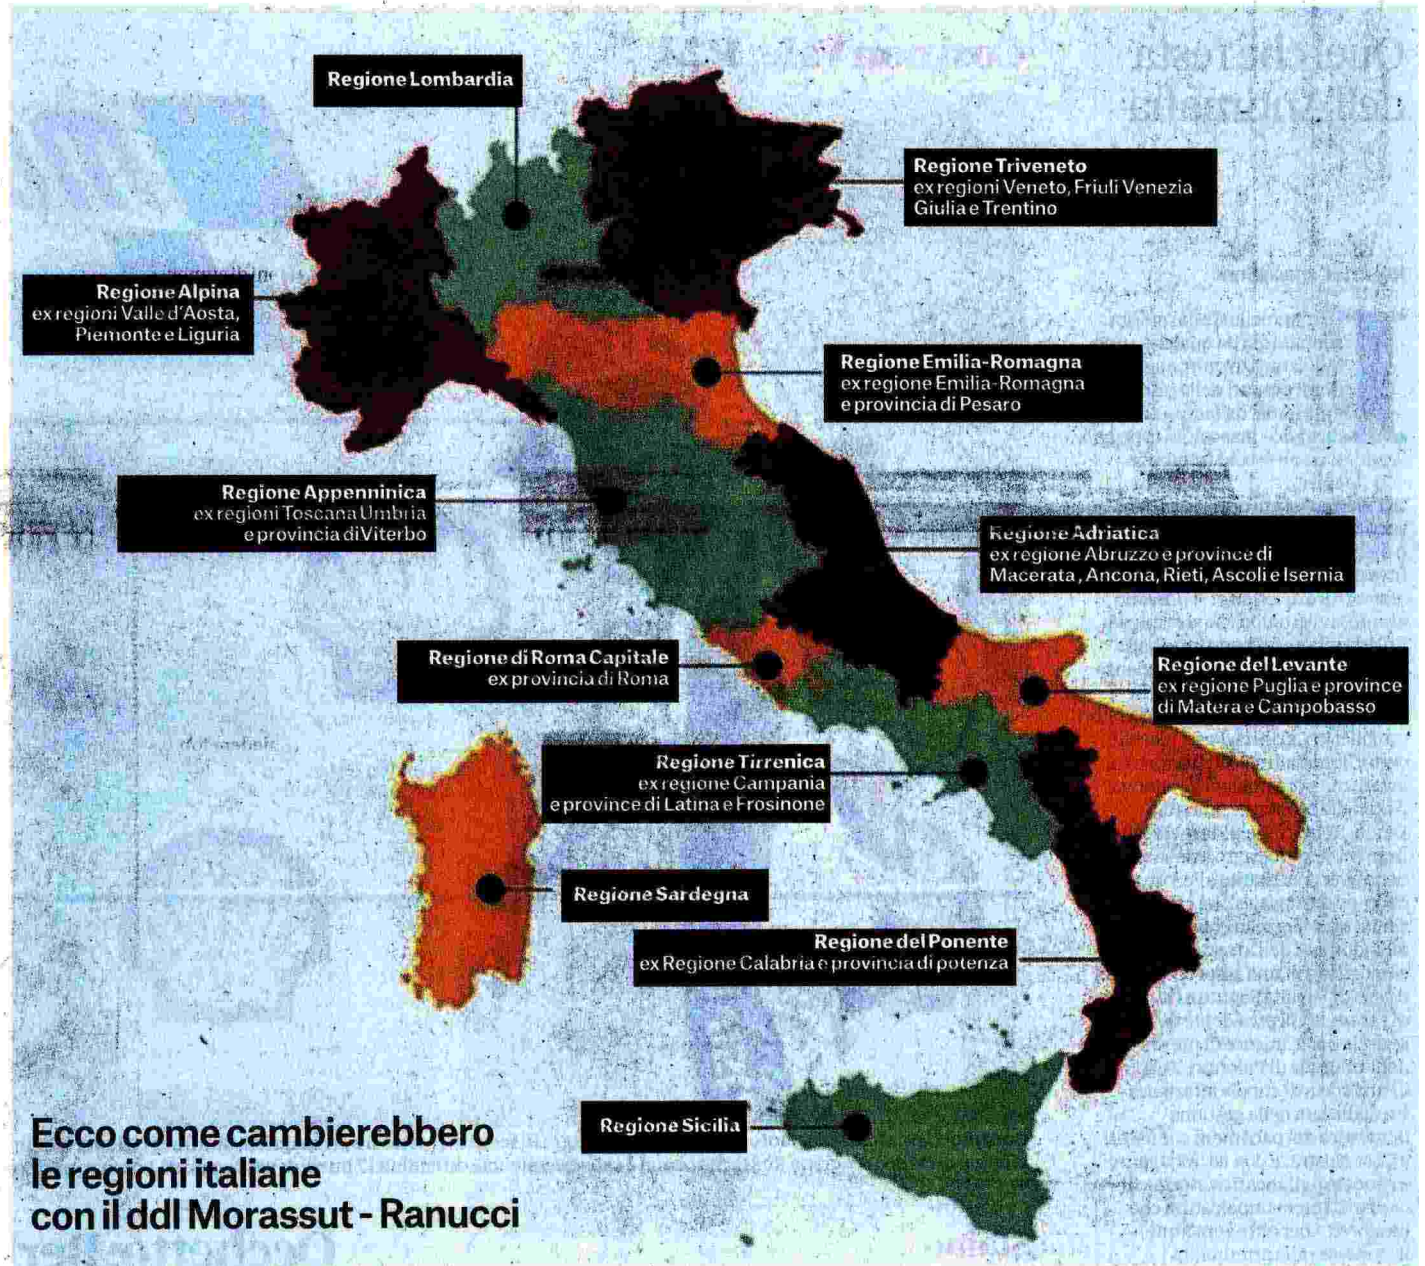 Regione Lombardia
Regione Triveneto
ex regioni Veneto, Friuli Venezia
Giulia e Trentino
Regione Alpina
ex regioni Valle d'Aosta,
Piemonte e Liguria
Regione Emilia-Romagna
ex regione Emilia-Romagna
e provincia di Pesaro
Regione Appenninica
ex regioni Toscana Umbria
e provincia di Viterbo
Regione Adriatica
ex regione Abruzzo e province di
Macerata, Ancona, Rieti, Ascoli e Isernia
Regione di Roma Capitale
ex provincia di Roma
Regione del Levante
ex regione Puglia e province
di Matera e Campobasso
Regione Tirrenica
ex regione Campania
e province di Latina e Frosinone
Regione Sardegna
Regione del Ponente
ex Regione Calabria e provincia di potenza
Regione Sicilia
Ecco come cambierebbero
le regioni italiane
con il ddl Morassut - Ranucci